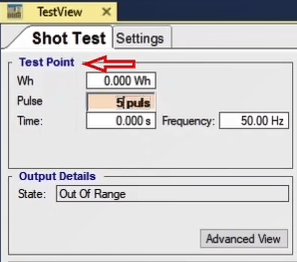 TestView
Shot Test Settings
Test Point
Wh 0.000 Wh
Pulse 5 puls
Time: 0.000 s Frequency: 50.00 Hz
Output Details
State: Out Of Range
Advanced View